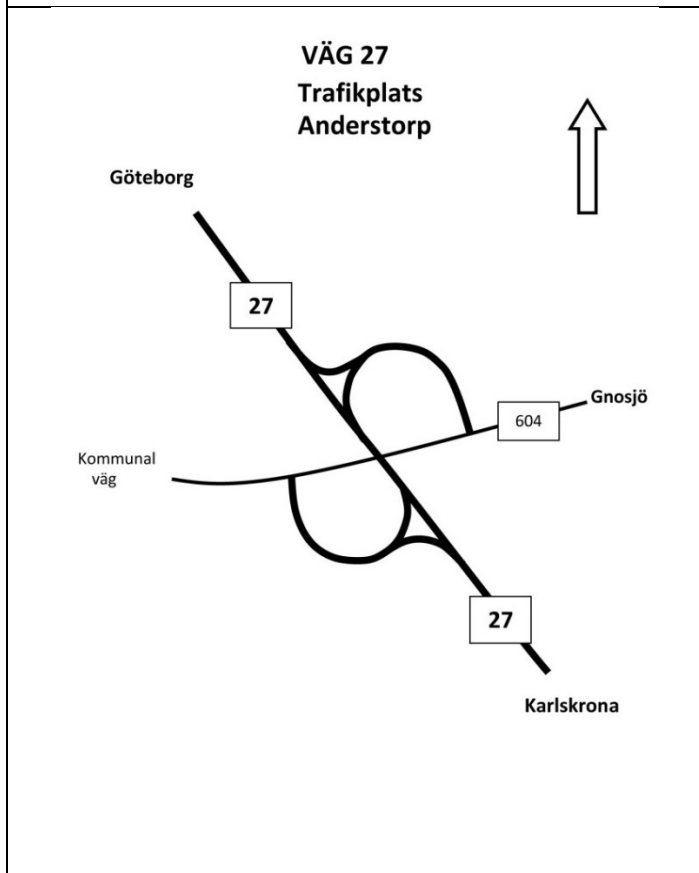 VÄG 27
Trafikplats
Anderstorp
Göteborg
27
Gnosjö
604
Kommunal
väg
27
Karlskrona